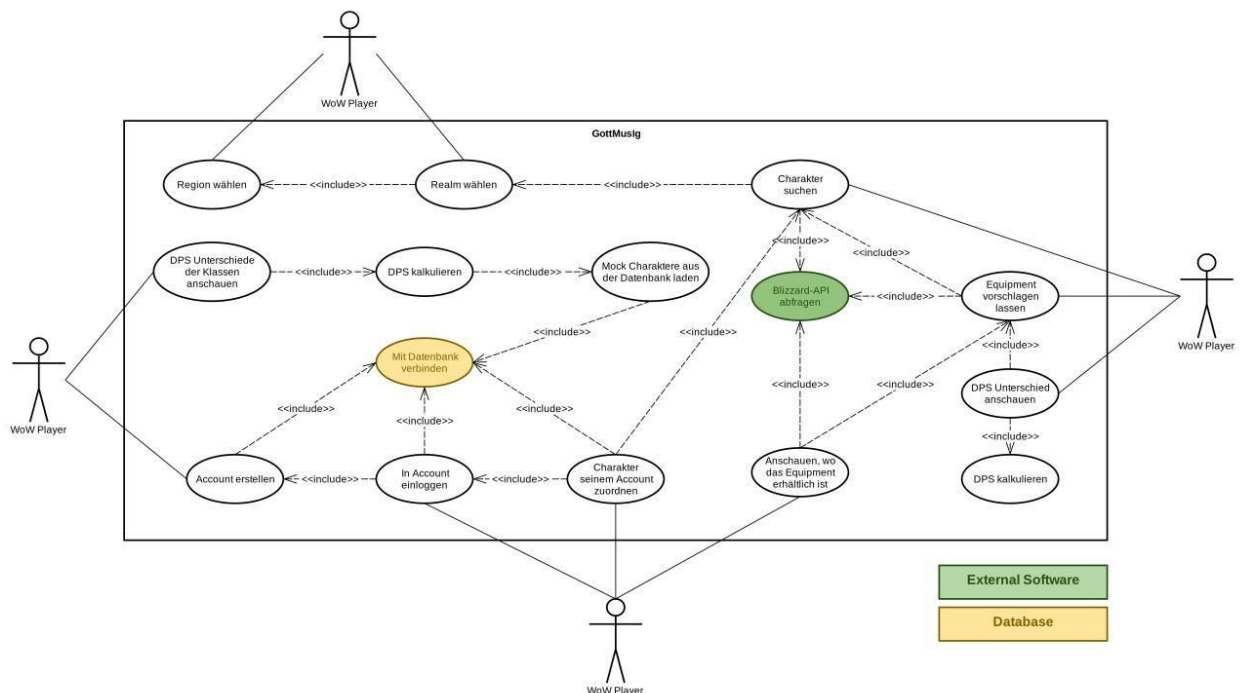 WoW Player
GottMusIg
Region wählen
<<include>>
Realm wählen
<<include>>
Charakter
suchen
<<include>>
<<include>>
DPS Unterschiede
der Klassen
anschauen
<<include>>
DPS kalkulieren
<<include>>
Mock Charaktere aus
der Datenbank laden
Blizzard-API
abfragen
<<include>>
Equipment
vorschlagen
lassen
WoW Player
<<include>>
<<include>>
<<include>>
WoW Player
Mit Datenbank
verbinden
<<include>>
<<include>>
<<include>>
<<include>>
DPS Unterschied
anschauen
<<include>>
<<include>>
<<include>>
Account erstellen
<<include>>
In Account
einloggen
<<include>>
Charakter
seinem Account
zuordnen
Anschauen, wo
das Equipment
erhältlich ist
DPS kalkulieren
External Software
Database
WoW Player